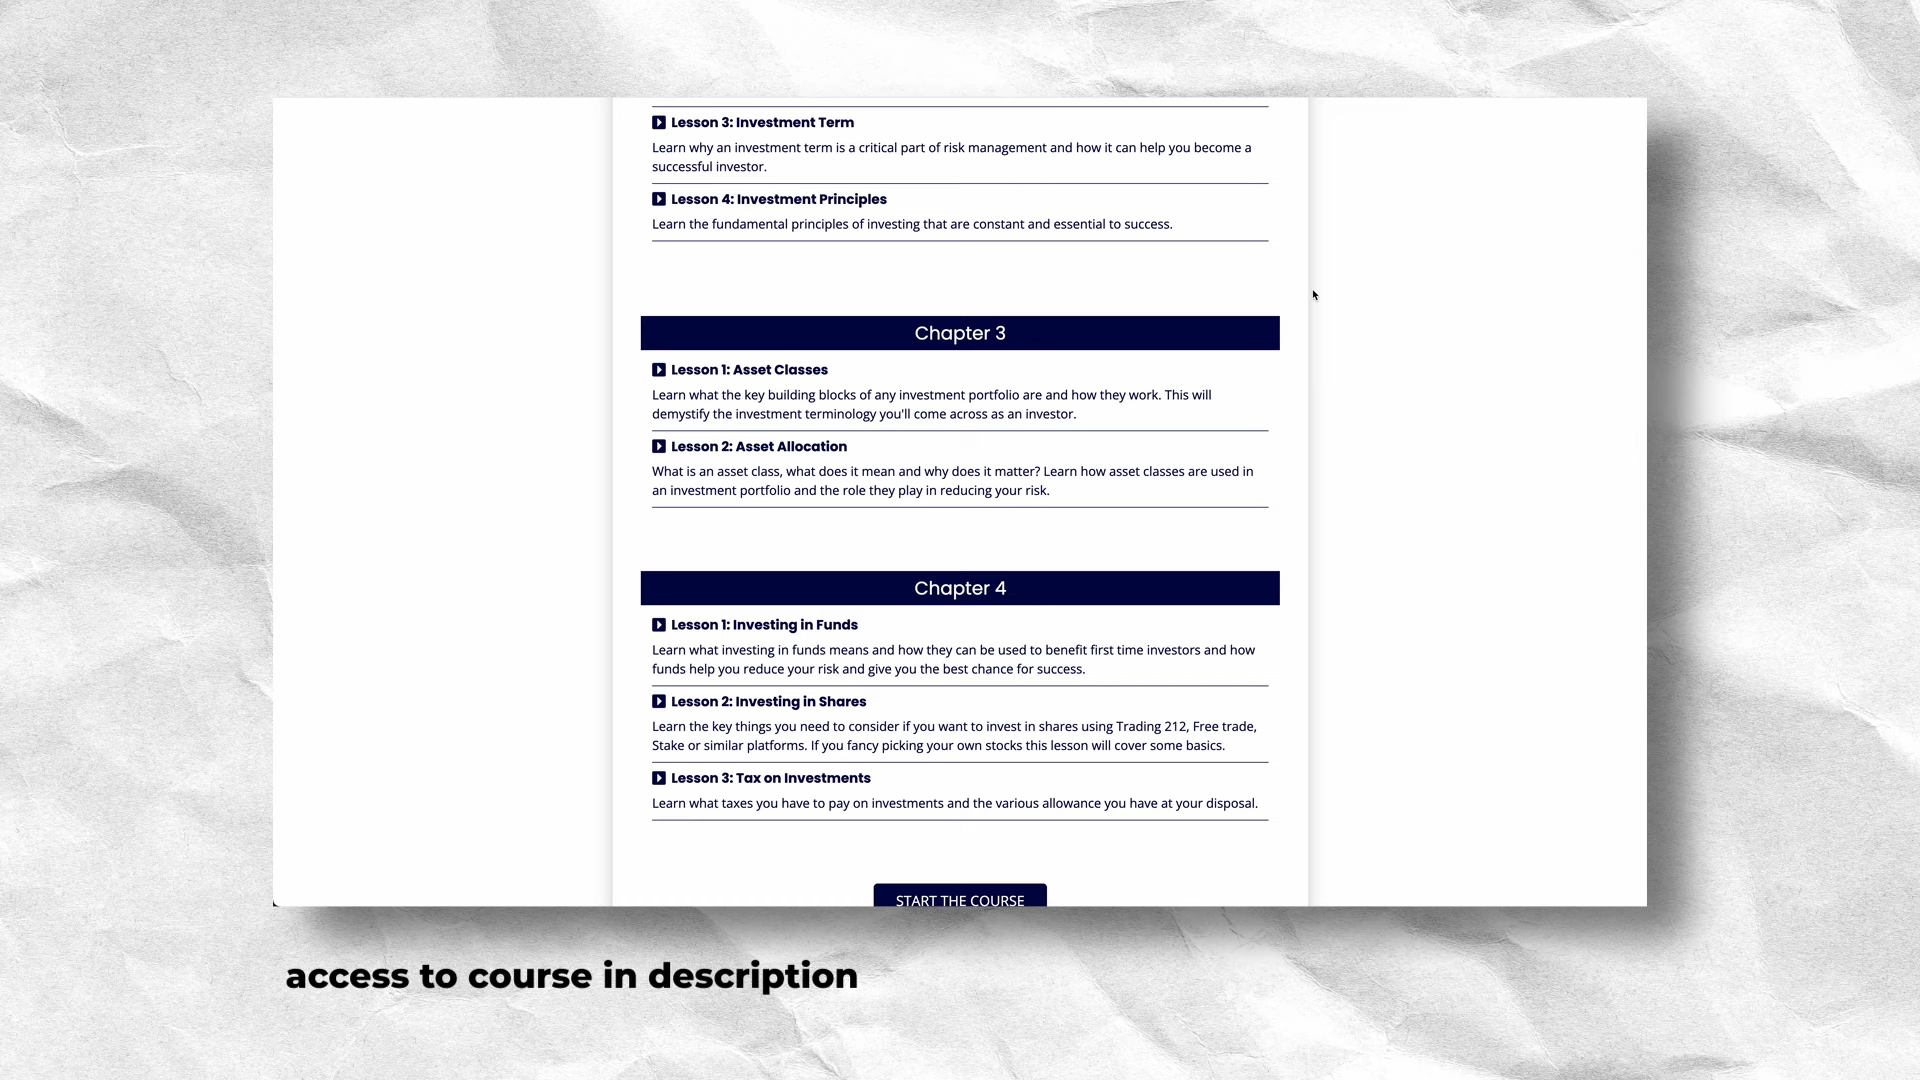 Lesson 3: Investment Term
Learn why an investment term is a critical part of risk management and how it can help you become a
successful investor.
Lesson 4: Investment Principles
Learn the fundamental principles of investing that are constant and essential to success.
Chapter 3
Lesson 1: Asset Classes
Learn what the key building blocks of any investment portfolio are and how they work. This will
demystify the investment terminology you'll come across as an investor.
Lesson 2: Asset Allocation
What is an asset class, what does it mean and why does it matter? Learn how asset classes are used in
an investment portfolio and the role they play in reducing your risk.
Chapter 4
Lesson 1: Investing in Funds
Learn what investing in funds means and how they can be used to benefit first time investors and how
funds help you reduce your risk and give you the best chance for success.
Lesson 2: Investing in Shares
Learn the key things you need to consider if you want to invest in shares using Trading 212, Free trade,
Stake or similar platforms. If you fancy picking your own stocks this lesson will cover some basics.
Lesson 3: Tax on Investments
Learn what taxes you have to pay on investments and the various allowance you have at your disposal.
START THE COURSE
access to course in description